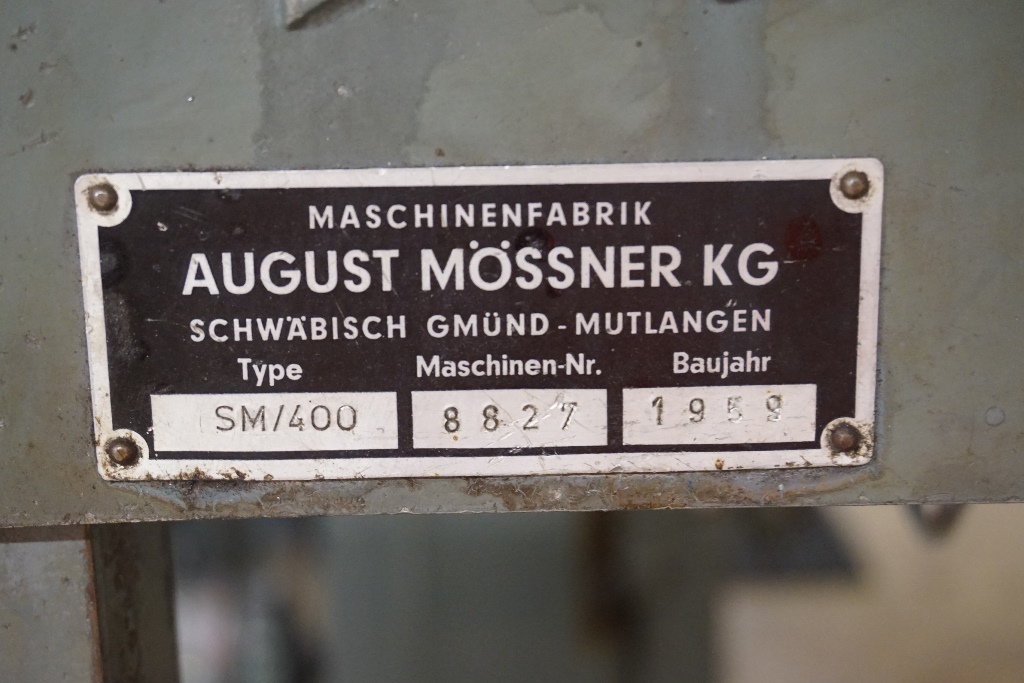 MASCHINENFABRIK
AUGUST MÖSSNER KG
SCHWÄBISCH GMÜND - MUTLANGEN
Type Maschinen-Nr. Baujahr
SM/400 8827 1959